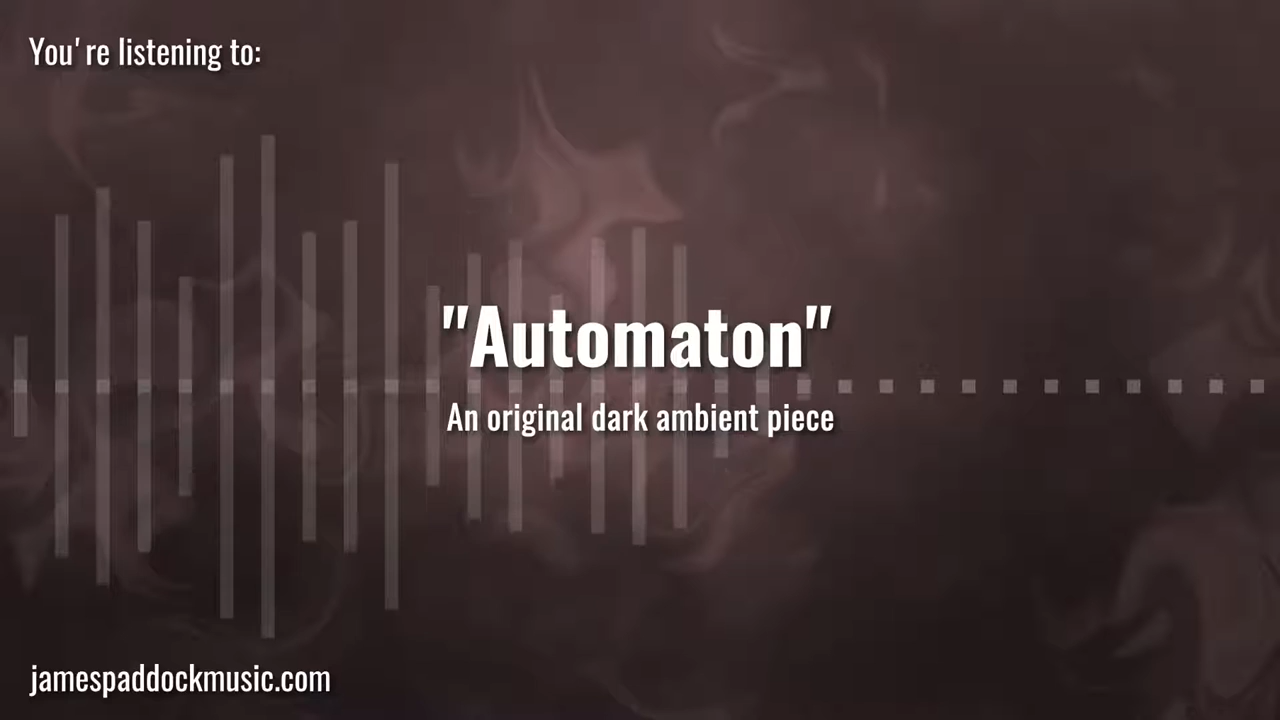 You're listening to:
"Automaton"
An original dark ambient piece
jamespaddockmusic.com